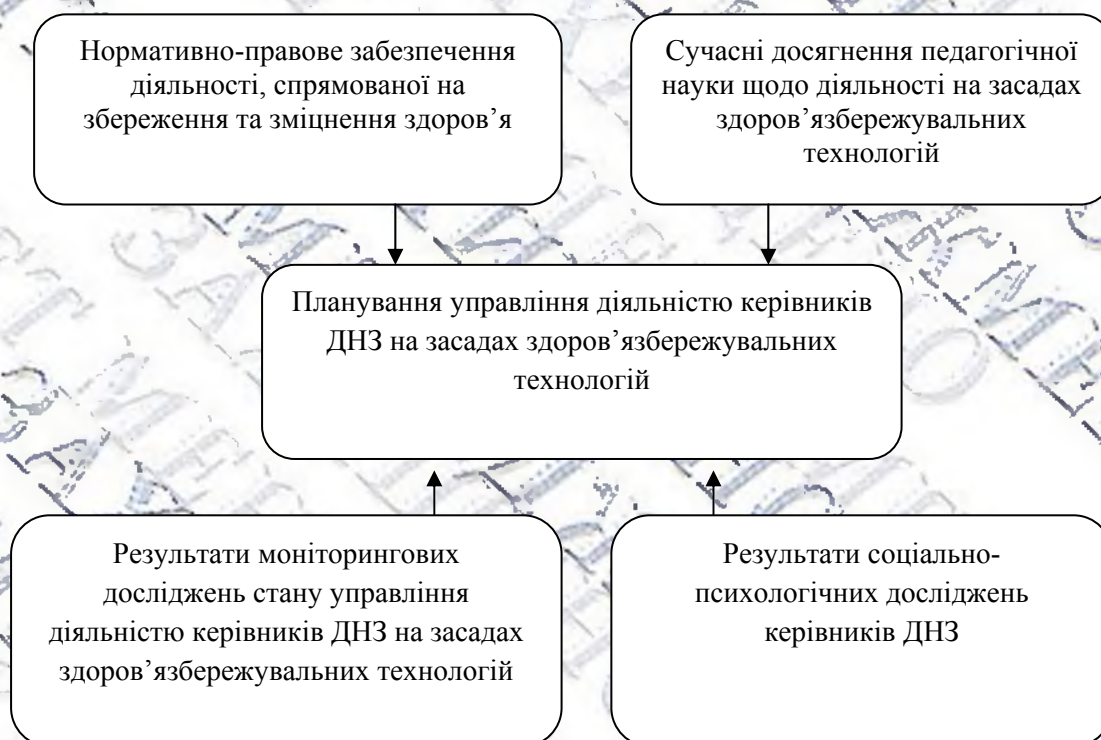 Нормативно-правове забезпечення
діяльності, спрямованої на
збереження та зміцнення здоров’я
Сучасні досягнення педагогічної
науки щодо діяльності на засадах
здоров’язбережувальних
технологій
Планування управління діяльністю керівників
ДНЗ на засадах здоров’язбережувальних
технологій
Результати моніторингових
досліджень стану управління
діяльністю керівників ДНЗ на засадах
здоров’язбережувальних технологій
Результати соціально-
психологічних досліджень
керівників ДНЗ